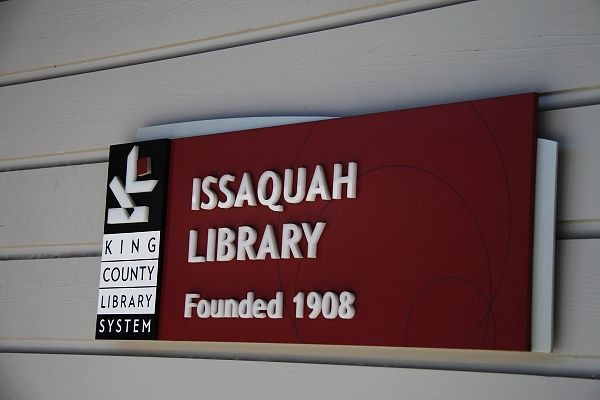 KING
COUNTY
LIBRARY
SYSTEM
ISSAQUAH
LIBRARY
Founded 1908